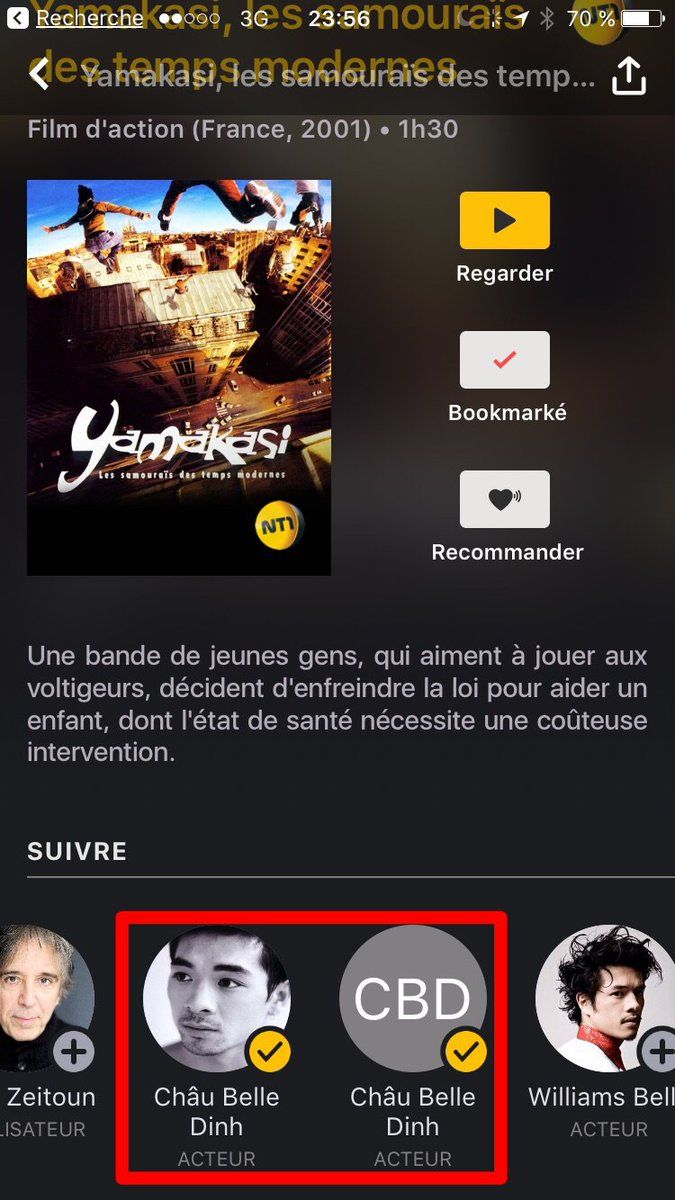 Recherche 3G 23:56 70 %
Yamakasi, les samouraïs
des temps modernes
Yamakasi, les samouraïs des temp...
Film d'action (France, 2001) • 1h30
Yamakasi
Les samouraïs des temps modernes
NT1
Regarder
Bookmarké
Recommander
Une bande de jeunes gens, qui aiment à jouer aux
voltigeurs, décident d'enfreindre la loi pour aider un
enfant, dont l'état de santé nécessite une coûteuse
intervention.
SUIVRE
Zeitoun
LISATEUR
Châu Belle
Dinh
ACTEUR
CBD
Châu Belle
Dinh
ACTEUR
Williams Bell
ACTEUR